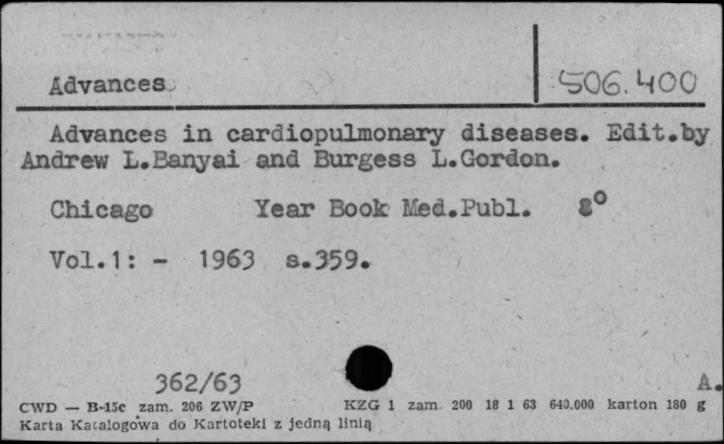 Advances 506.400
Advances in cardiopulmonary diseases. Edit.by
Andrew L.Banyai and Burgess L.Gordon.
Chicago Year Book Med.Publ. 8°
Vol.1: - 1963 s.359.
362/63 A.
CWD — B-15c zam. 206 ZW/P KZG 1 zam. 200 18 1 63 640.000 karton 180 g
Karta Katalogowa do Kartoteki z jedną linią